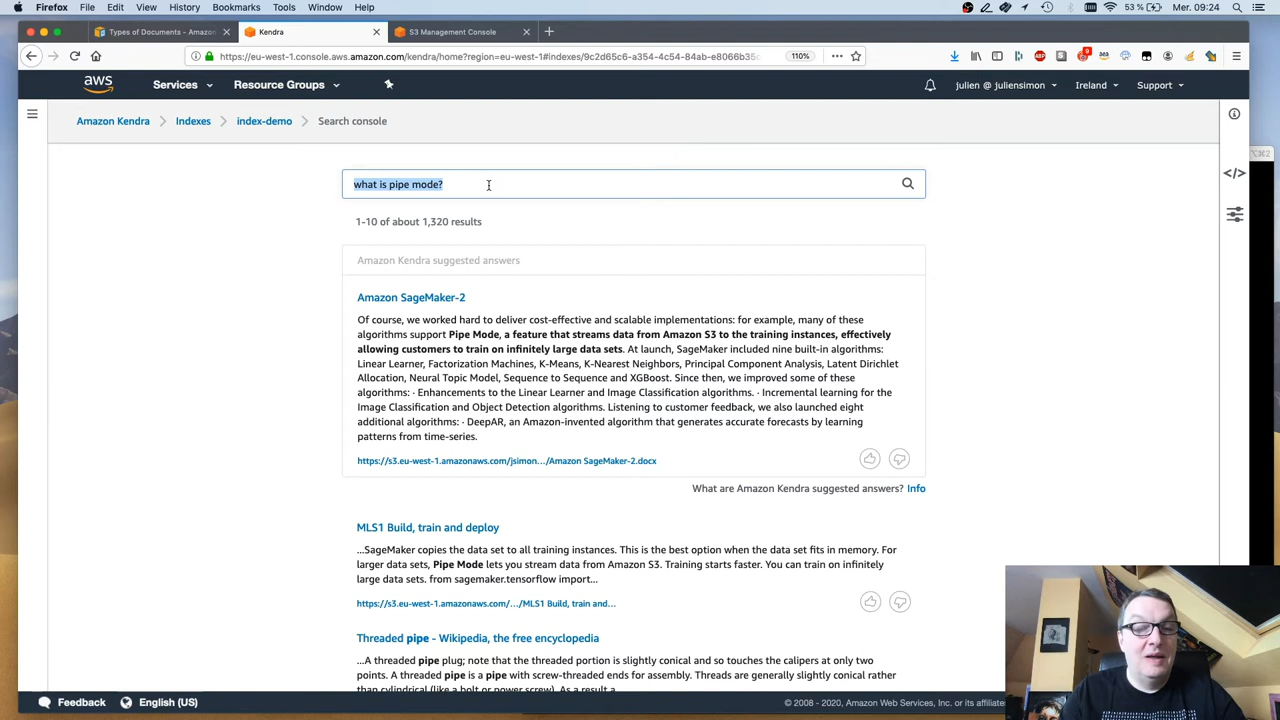 Firefox File Edit View History Bookmarks Tools Window Help
53 % Mer. 09:24
Types of Documents - Amazon
Kendra
S3 Management Console
https://eu-west-1.console.aws.amazon.com/kendra/home?region=eu-west-1#indexes/9c2d65c6-a354-4c54-84ab-e8066b35
110%
aws Services Resource Groups julien @ juliensimon Ireland Support
Amazon Kendra Indexes index-demo Search console
what is pipe mode?
1-10 of about 1,320 results
Amazon Kendra suggested answers
Amazon SageMaker-2
Of course, we worked hard to deliver cost-effective and scalable implementations: for example, many of these
algorithms support Pipe Mode, a feature that streams data from Amazon S3 to the training instances, effectively
allowing customers to train on infinitely large data sets. At launch, SageMaker included nine built-in algorithms:
Linear Learner, Factorization Machines, K-Means, K-Nearest Neighbors, Principal Component Analysis, Latent Dirichlet
Allocation, Neural Topic Model, Sequence to Sequence and XGBoost. Since then, we improved some of these
algorithms: · Enhancements to the Linear Learner and Image Classification algorithms. · Incremental learning for the
Image Classification and Object Detection algorithms. Listening to customer feedback, we also launched eight
additional algorithms: · DeepAR, an Amazon-invented algorithm that generates accurate forecasts by learning
patterns from time-series.
https://s3.eu-west-1.amazonaws.com/jsimon.../Amazon SageMaker-2.docx
What are Amazon Kendra suggested answers? Info
MLS1 Build, train and deploy
...SageMaker copies the data set to all training instances. This is the best option when the data set fits in memory. For
larger data sets, Pipe Mode lets you stream data from Amazon S3. Training starts faster. You can train on infinitely
large data sets. from sagemaker.tensorflow import...
https://s3.eu-west-1.amazonaws.com/.../MLS1 Build, train and...
Threaded pipe - Wikipedia, the free encyclopedia
...A threaded pipe plug; note that the threaded portion is slightly conical and so touches the calipers at only two
points. A threaded pipe is a pipe with screw-threaded ends for assembly. Threads are generally slightly conical rather
than cylindrical (like a bolt or power screw). As a result a
Feedback English (US) © 2008 - 2020, Amazon Web Services, Inc. or its affiliate